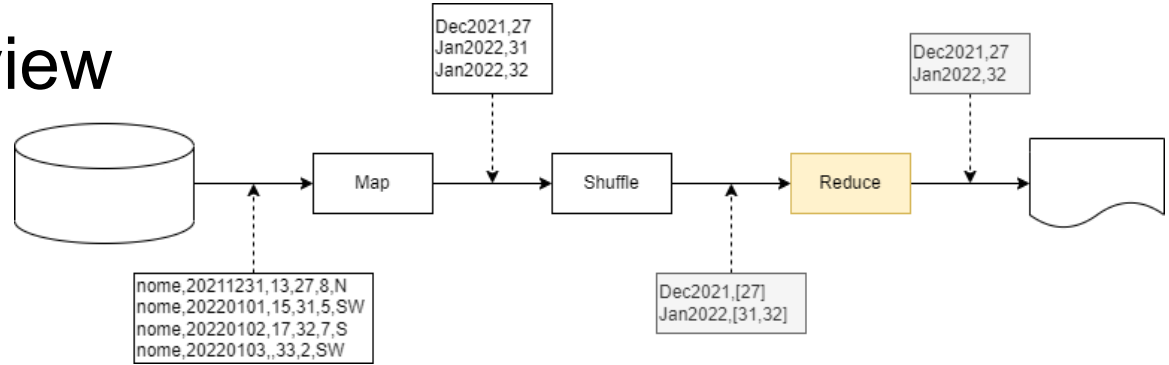 view
Dec2021,27
Jan2022,31
Jan2022,32
Dec2021,27
Jan2022,32
Map
Shuffle
Reduce
nome,20211231,13,27,8,N
nome,20220101,15,31,5,SW
nome,20220102,17,32,7,S
nome,20220103,,33,2,SW
Dec2021,[27]
Jan2022,[31,32]